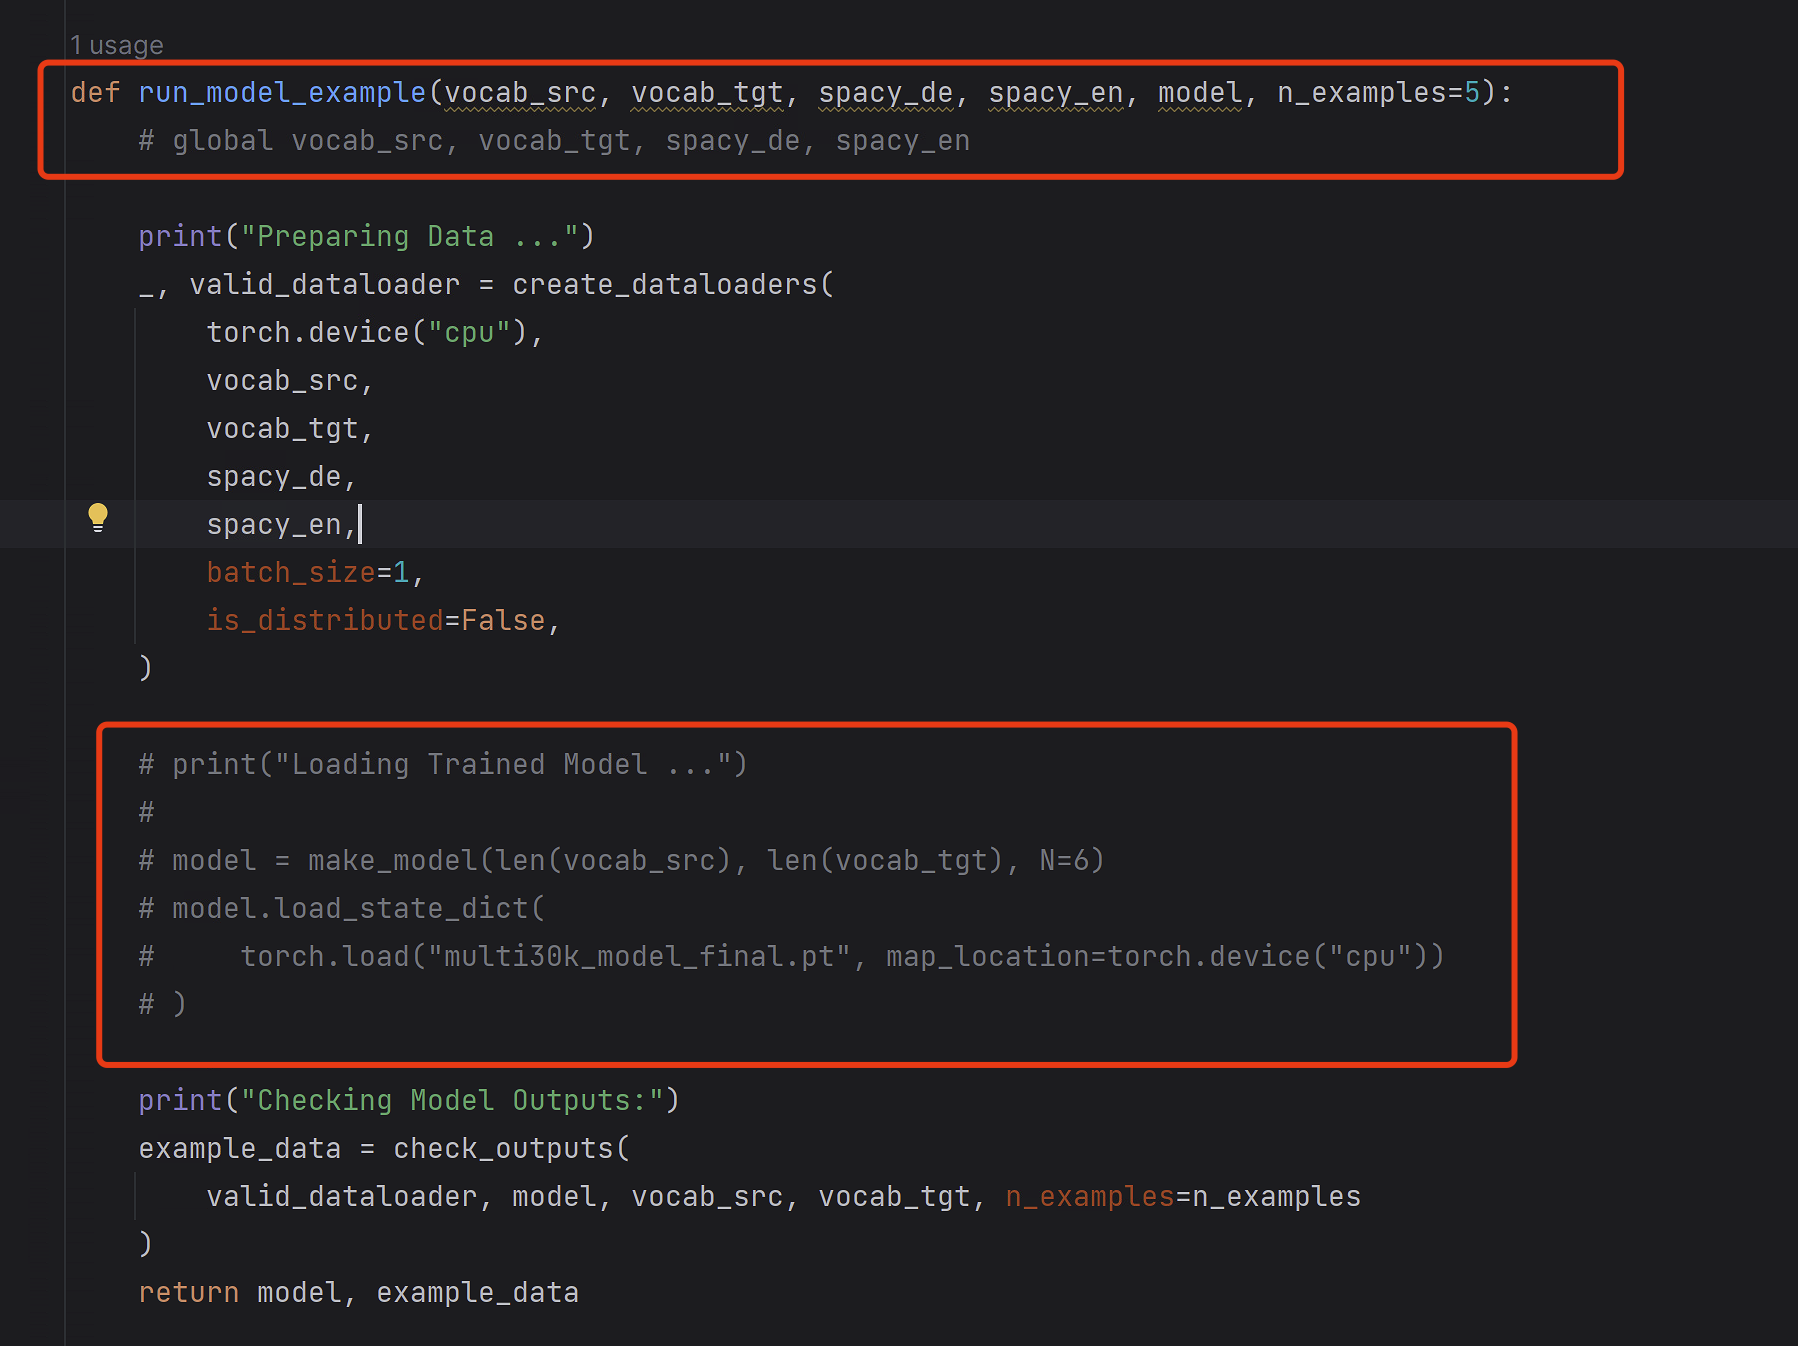 1 usage
def run_model_example(vocab_src, vocab_tgt, spacy_de, spacy_en, model, n_examples=5):
    # global vocab_src, vocab_tgt, spacy_de, spacy_en
    print("Preparing Data ...")
    _, valid_dataloader = create_dataloaders(
        torch.device("cpu"),
        vocab_src,
        vocab_tgt,
        spacy_de,
        spacy_en,
        batch_size=1,
        is_distributed=False,
    )
    # print("Loading Trained Model ...")
    #
    # model = make_model(len(vocab_src), len(vocab_tgt), N=6)
    # model.load_state_dict(
    #     torch.load("multi30k_model_final.pt", map_location=torch.device("cpu"))
    # )
    print("Checking Model Outputs:")
    example_data = check_outputs(
        valid_dataloader, model, vocab_src, vocab_tgt, n_examples=n_examples
    )
    return model, example_data